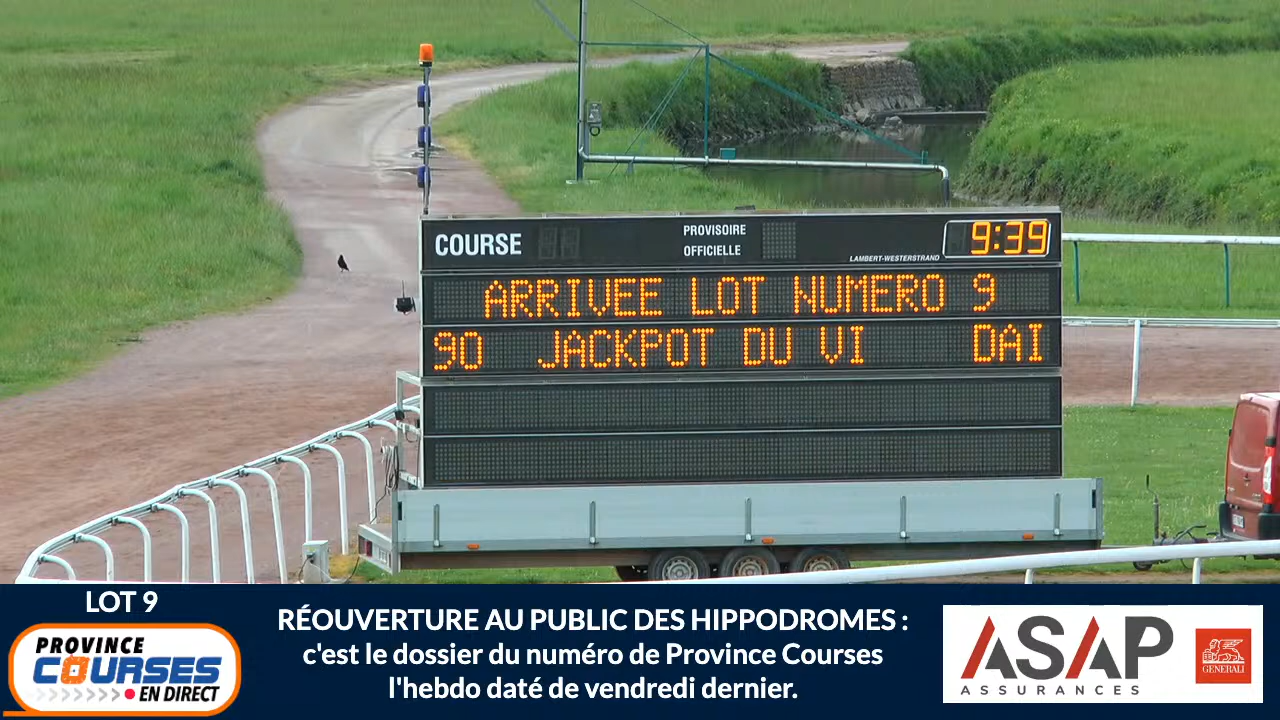 COURSE
PROVISOIRE
OFFICIELLE
LAMBERT-WESTERSTRAND
9:39
ARRIVEE LOT NUMERO 9
90 JACKPOT DU VI DAI
LOT 9
PROVINCE
COURSES
EN DIRECT
RÉOUVERTURE AU PUBLIC DES HIPPODROMES :
c'est le dossier du numéro de Province Courses
l'hebdo daté de vendredi dernier.
ASAP
ASSURANCES
GENERALI